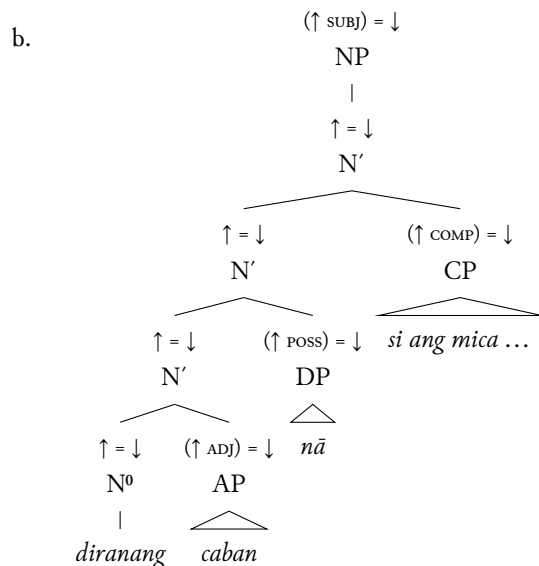 b.
(↑ SUBJ) = ↓
NP
↑ = ↓
N′
↑ = ↓ (↑ COMP) = ↓
N′ CP
↑ = ↓ (↑ POSS) = ↓ si ang mica …
N′ DP
↑ = ↓ (↑ ADJ) = ↓ nā
N⁰ AP
diranang caban